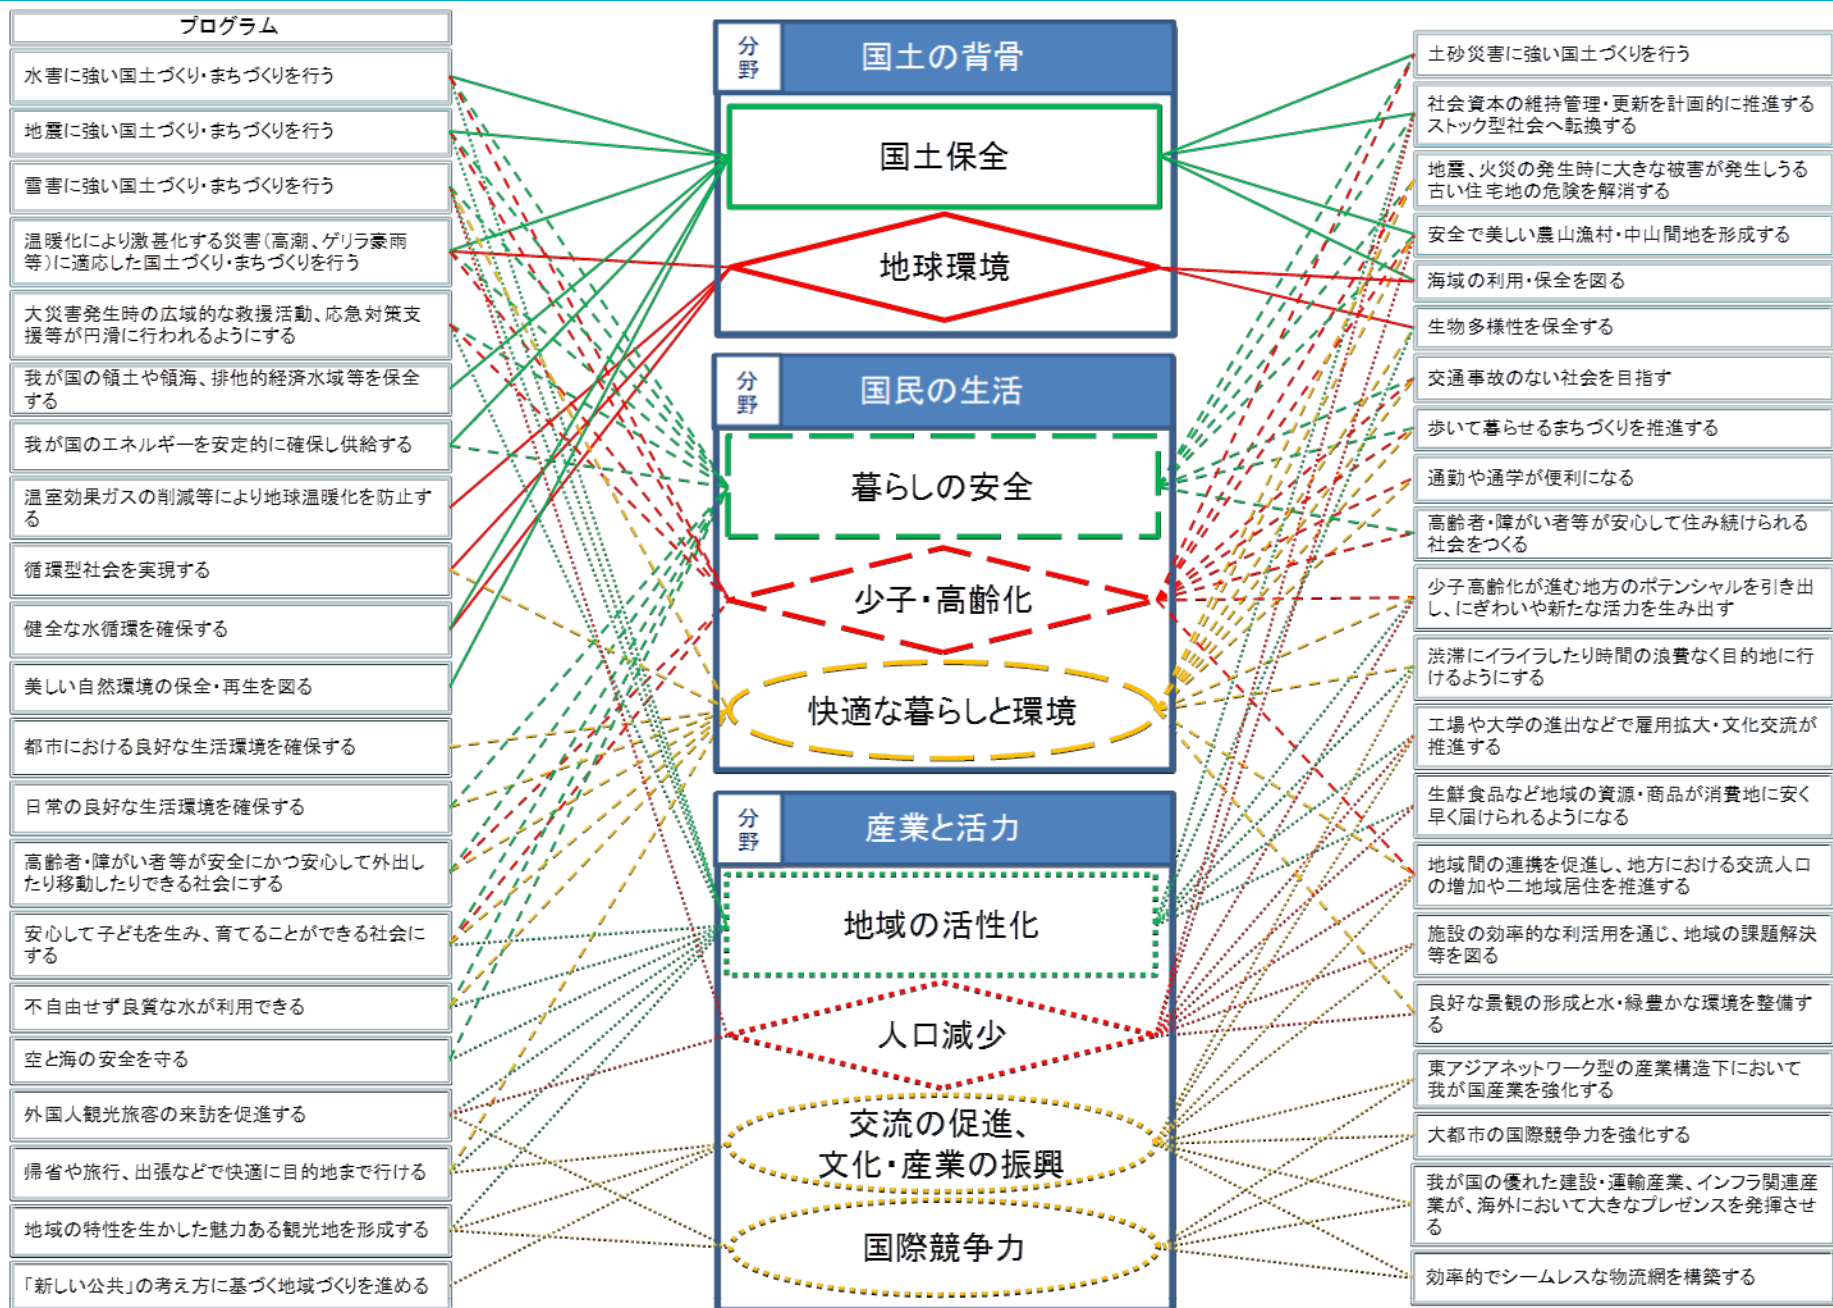 プログラム
水害に強い国土づくり・まちづくりを行う
地震に強い国土づくり・まちづくりを行う
雪害に強い国土づくり・まちづくりを行う
温暖化により激甚化する災害(高潮、ゲリラ豪雨
等)に適応した国土づくり・まちづくりを行う
大災害発生時の広域的な救援活動、応急対策支
援等が円滑に行われるようにする
我が国の領土や領海、排他的経済水域等を保全
する
我が国のエネルギーを安定的に確保し供給する
温室効果ガスの削減等により地球温暖化を防止す
る
循環型社会を実現する
健全な水循環を確保する
美しい自然環境の保全・再生を図る
都市における良好な生活環境を確保する
日常の良好な生活環境を確保する
高齢者・障がい者等が安全にかつ安心して外出し
たり移動したりできる社会にする
安心して子どもを生み、育てることができる社会に
する
不自由せず良質な水が利用できる
空と海の安全を守る
外国人観光旅客の来訪を促進する
帰省や旅行、出張などで快適に目的地まで行ける
地域の特性を生かした魅力ある観光地を形成する
「新しい公共」の考え方に基づく地域づくりを進める
分野
国土の背骨
国土保全
地球環境
分野
国民の生活
暮らしの安全
少子・高齢化
快適な暮らしと環境
分野
産業と活力
地域の活性化
人口減少
交流の促進、
文化・産業の振興
国際競争力
土砂災害に強い国土づくりを行う
社会資本の維持管理・更新を計画的に推進する
ストック型社会へ転換する
地震、火災の発生時に大きな被害が発生しうる
古い住宅地の危険を解消する
安全で美しい農山漁村・中山間地を形成する
海域の利用・保全を図る
生物多様性を保全する
交通事故のない社会を目指す
歩いて暮らせるまちづくりを推進する
通勤や通学が便利になる
高齢者・障がい者等が安心して住み続けられる
社会をつくる
少子高齢化が進む地方のポテンシャルを引き出
し、にぎわいや新たな活力を生み出す
渋滞にイライラしたり時間の浪費なく目的地に行
けるようにする
工場や大学の進出などで雇用拡大・文化交流が
推進する
生鮮食品など地域の資源・商品が消費地に安く
早く届けられるようになる
地域間の連携を促進し、地方における交流人口
の増加や二地域居住を推進する
施設の効率的な利活用を通じ、地域の課題解決
等を図る
良好な景観の形成と水・緑豊かな環境を整備す
る
東アジアネットワーク型の産業構造下において
我が国産業を強化する
大都市の国際競争力を強化する
我が国の優れた建設・運輸産業、インフラ関連産
業が、海外において大きなプレゼンスを発揮させ
る
効率的でシームレスな物流網を構築する